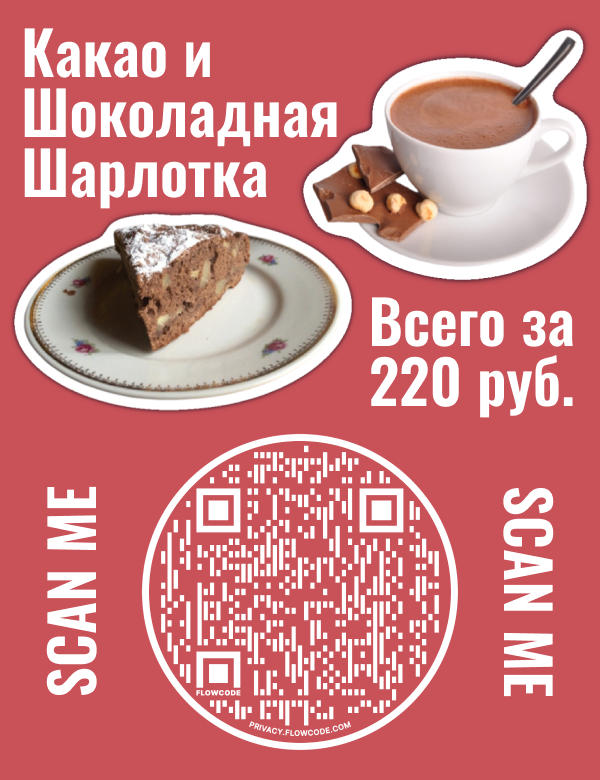 Какао и
Шоколадная
Шарлотка
Всего за
220 руб.
SCAN ME
SCAN ME
FLOWCODE
PRIVACY.FLOWCODE.COM